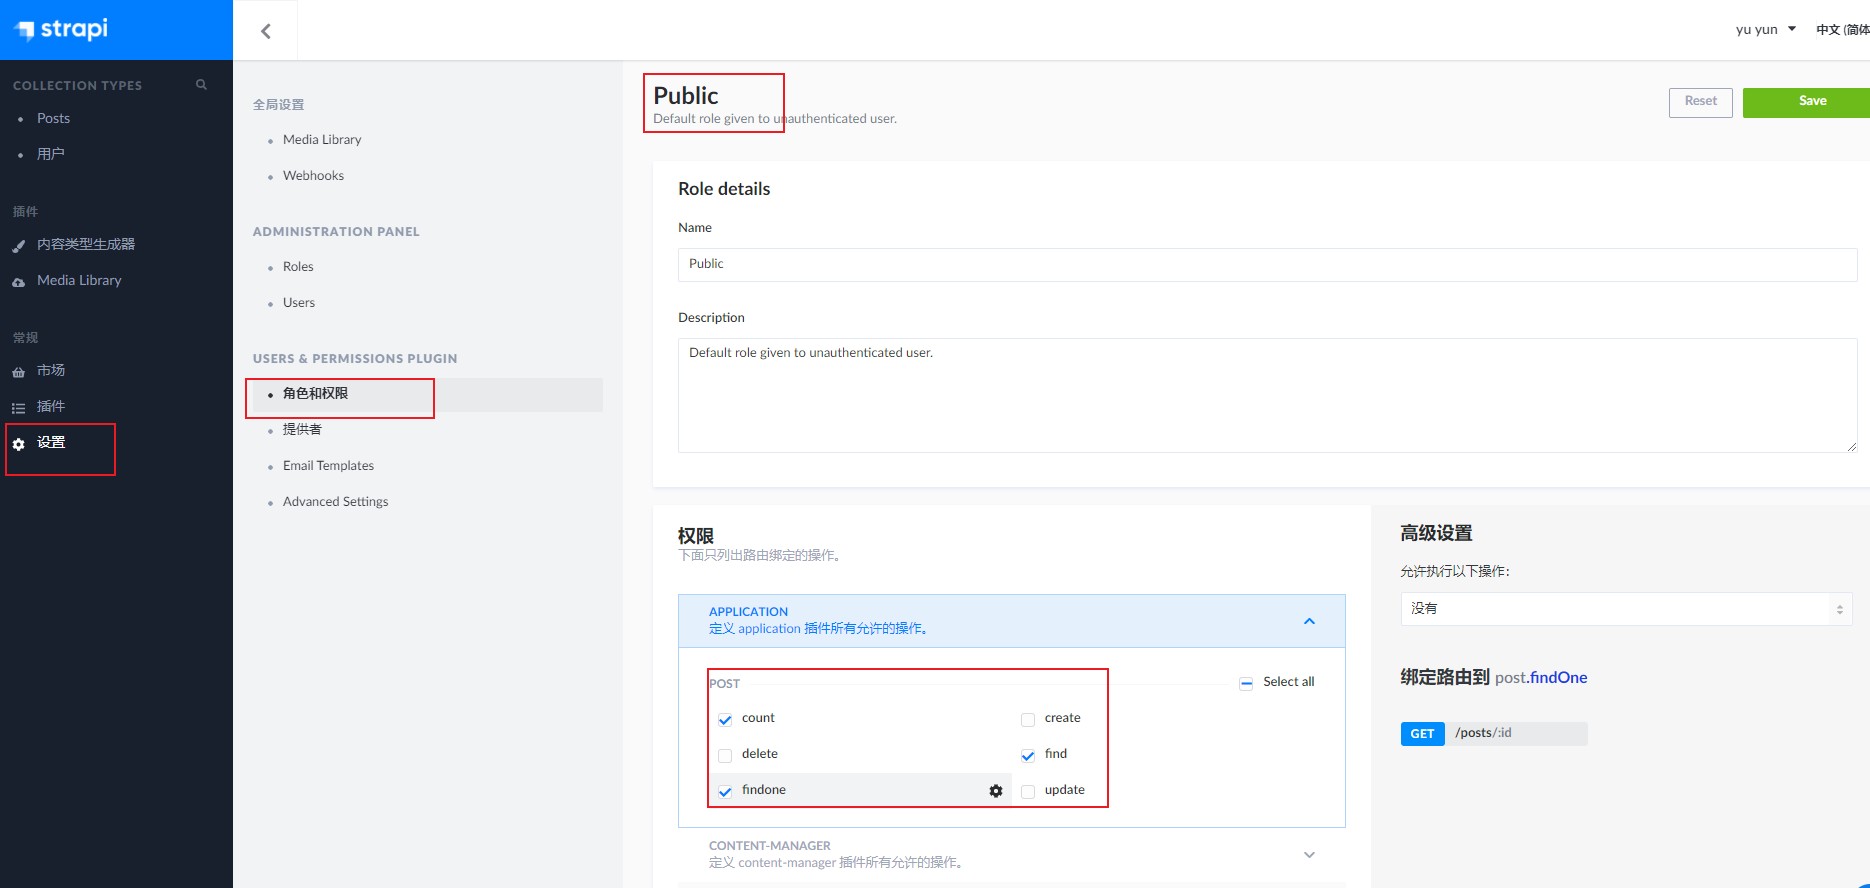 strapi
yu yun
中文 (简体
COLLECTION TYPES
Posts
用户
插件
内容类型生成器
Media Library
常规
市场
插件
设置
全局设置
Media Library
Webhooks
ADMINISTRATION PANEL
Roles
Users
USERS & PERMISSIONS PLUGIN
角色和权限
提供者
Email Templates
Advanced Settings
Public
Default role given to unauthenticated user.
Reset
Save
Role details
Name
Public
Description
Default role given to unauthenticated user.
权限
下面只列出路由绑定的操作。
APPLICATION
定义 application 插件所有允许的操作。
POST
Select all
count
create
delete
find
findone
update
CONTENT-MANAGER
定义 content-manager 插件所有允许的操作。
高级设置
允许执行以下操作：
没有
绑定路由到 post.findOne
GET /posts/:id